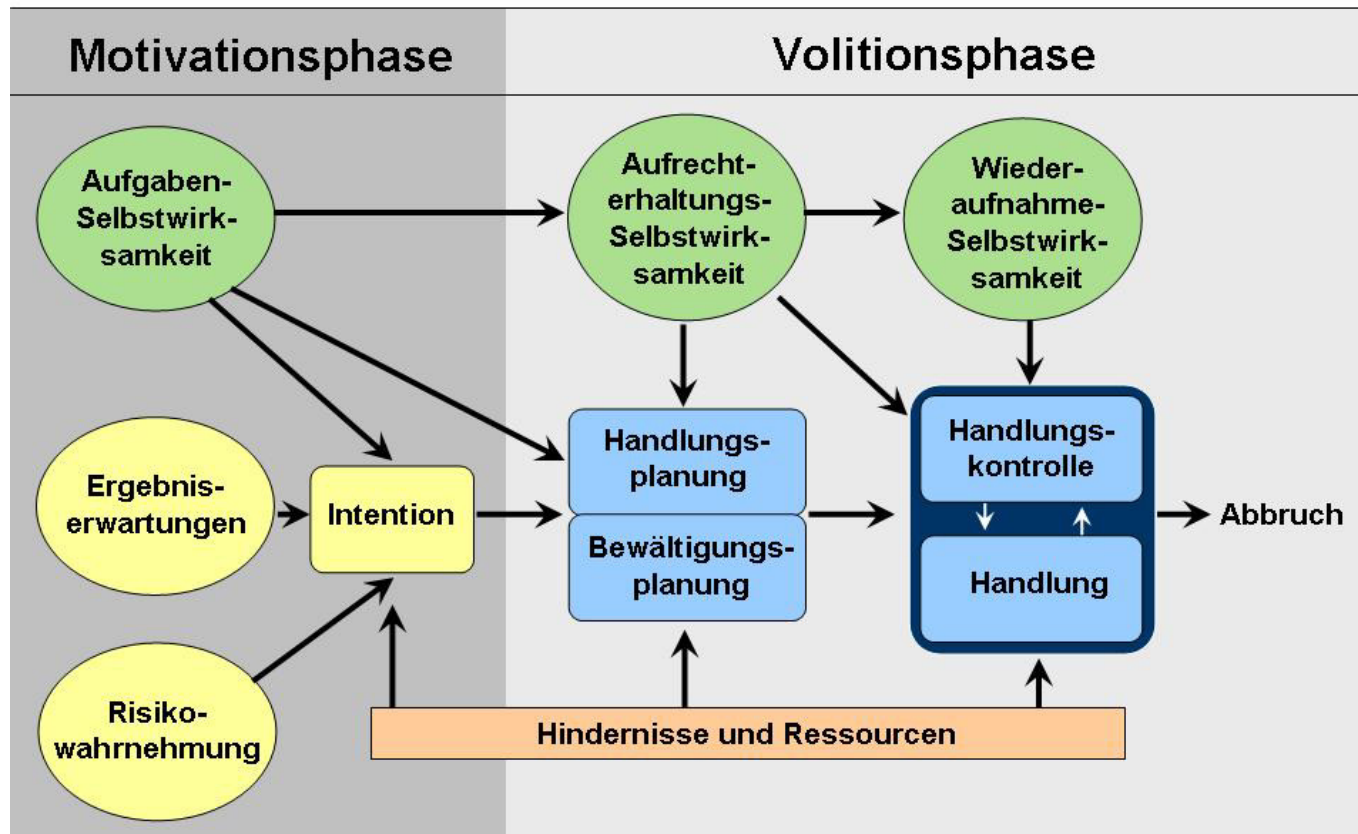 Motivationsphase
Volitionsphase
Aufgaben-
Selbstwirk-
samkeit
Aufrecht-
erhaltungs-
Selbstwirk-
samkeit
Wieder-
aufnahme-
Selbstwirk-
samkeit
Ergebnis-
erwartungen
Intention
Handlungs-
planung
Bewältigungs-
planung
Handlungs-
kontrolle
Handlung
Abbruch
Risiko-
wahrnehmung
Hindernisse und Ressourcen